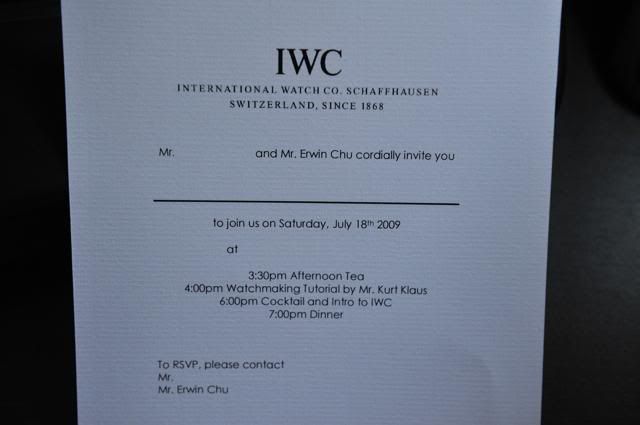 IWC
INTERNATIONAL WATCH CO. SCHAFFHAUSEN
SWITZERLAND, SINCE 1868
Mr. and Mr. Erwin Chu cordially invite you
to join us on Saturday, July 18th 2009
at
3:30pm Afternoon Tea
4:00pm Watchmaking Tutorial by Mr. Kurt Klaus
6:00pm Cocktail and Intro to IWC
7:00pm Dinner
To RSVP, please contact
Mr.
Mr. Erwin Chu